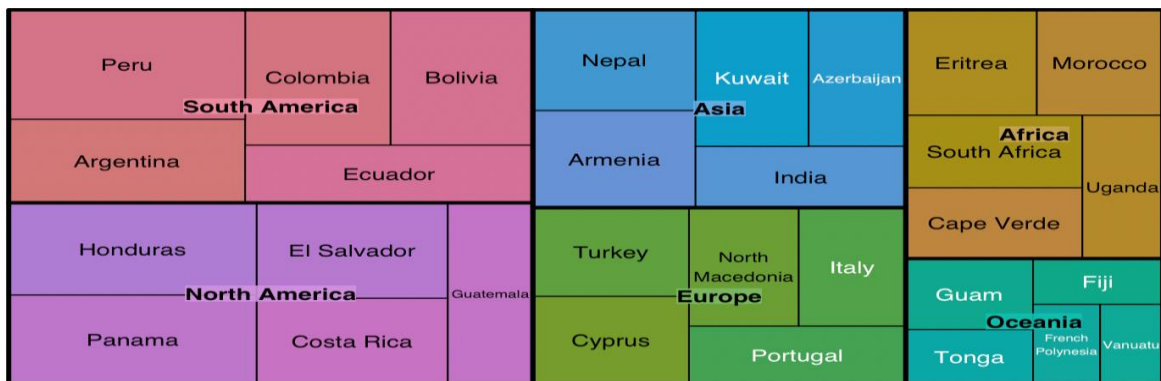 Peru
Colombia
Bolivia
South America
Argentina
Ecuador
Honduras
El Salvador
Guatemala
North America
Panama
Costa Rica
Nepal
Kuwait
Azerbaijan
Asia
Armenia
India
Turkey
North
Macedonia
Italy
Europe
Cyprus
Portugal
Eritrea
Morocco
Africa
South Africa
Uganda
Cape Verde
Guam
Fiji
Oceania
Tonga
French
Polynesia
Vanuatu